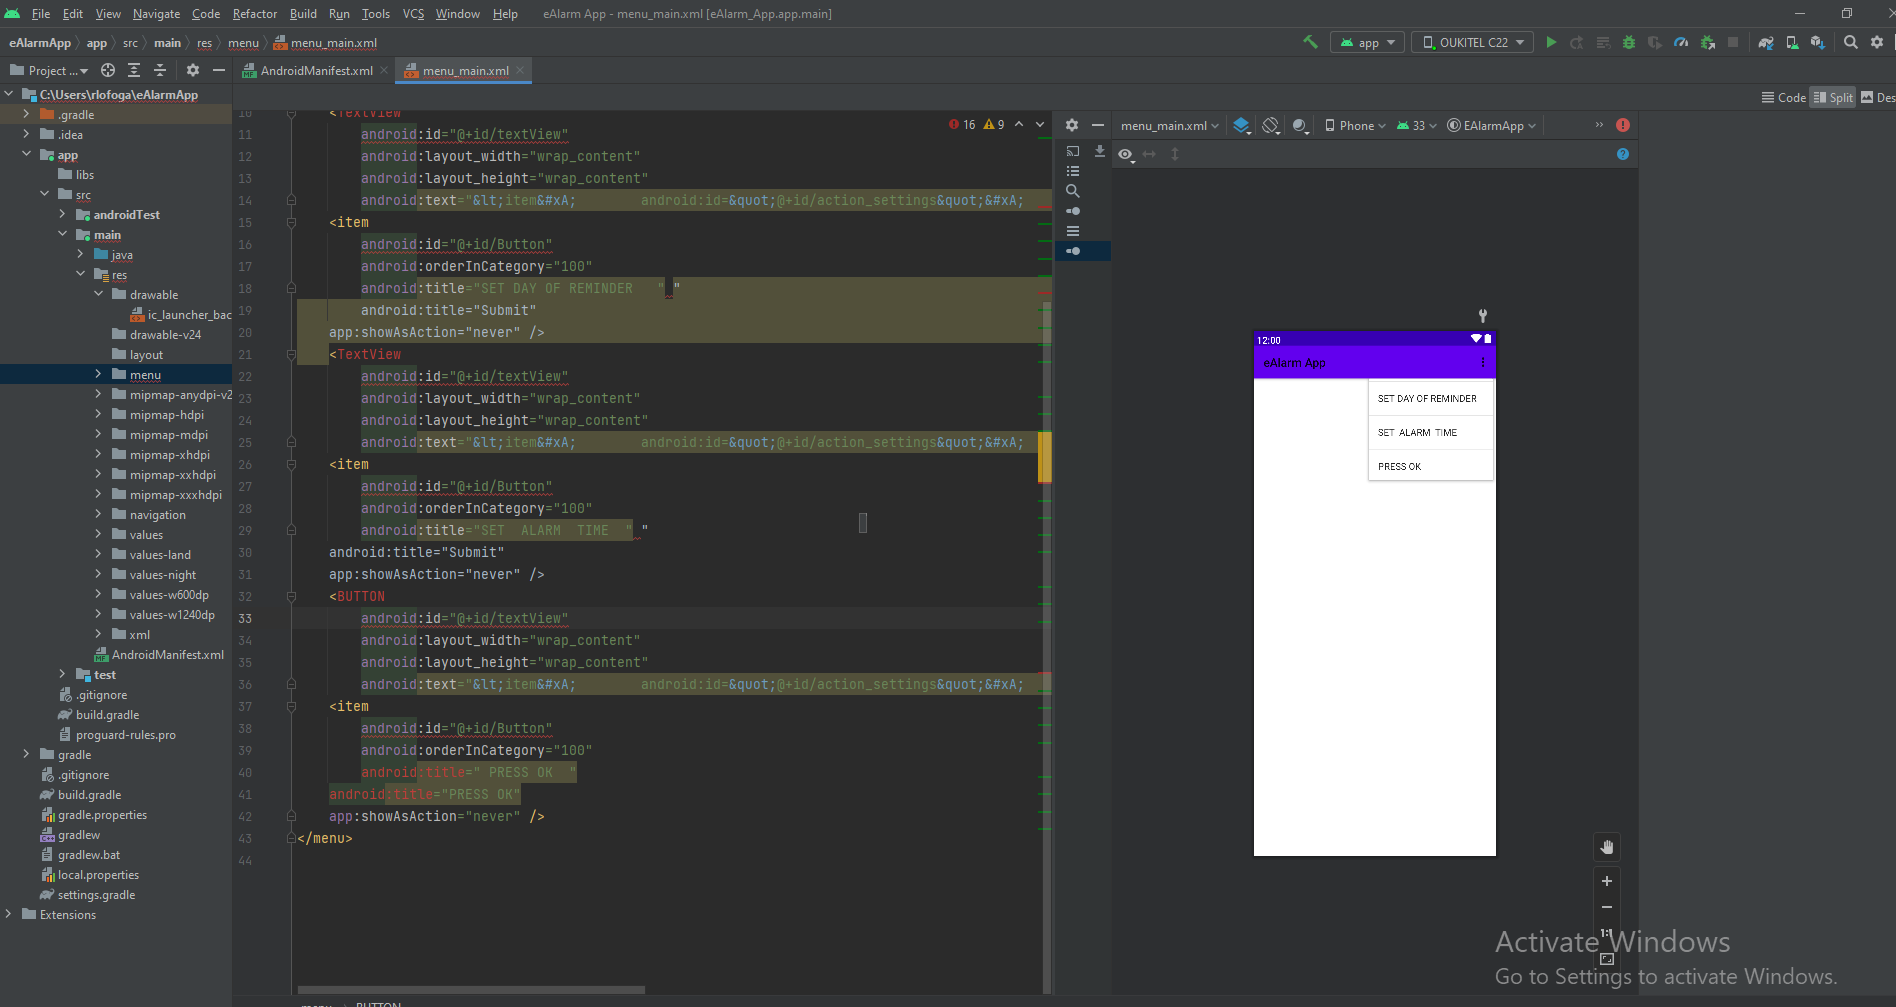 File Edit View Navigate Code Refactor Build Run Tools VCS Window Help eAlarm App - menu_main.xml [eAlarm_App.app.main]
eAlarmApp app src main res menu menu_main.xml app OUKITEL C22
Project ... AndroidManifest.xml menu_main.xml
Code Split Des
C:\Users\rlofoga\eAlarmApp
.gradle
.idea
app
libs
src
androidTest
main
java
res
drawable
ic_launcher_bac
drawable-v24
layout
menu
mipmap-anydpi-v2
mipmap-hdpi
mipmap-mdpi
mipmap-xhdpi
mipmap-xxhdpi
mipmap-xxxhdpi
navigation
values
values-land
values-night
values-w600dp
values-w1240dp
xml
AndroidManifest.xml
test
.gitignore
build.gradle
proguard-rules.pro
gradle
.gitignore
build.gradle
gradle.properties
gradlew
gradlew.bat
local.properties
settings.gradle
Extensions
16 9
10 <TextView
11 android:id="@+id/textView"
12 android:layout_width="wrap_content"
13 android:layout_height="wrap_content"
14 android:text="&lt;item&#xA; android:id=&quot;@+id/action_settings&quot;&#xA;
15 <item
16 android:id="@+id/Button"
17 android:orderInCategory="100"
18 android:title="SET DAY OF REMINDER " "
19 android:title="Submit"
20 app:showAsAction="never" />
21 <TextView
22 android:id="@+id/textView"
23 android:layout_width="wrap_content"
24 android:layout_height="wrap_content"
25 android:text="&lt;item&#xA; android:id=&quot;@+id/action_settings&quot;&#xA;
26 <item
27 android:id="@+id/Button"
28 android:orderInCategory="100"
29 android:title="SET ALARM TIME " "
30 android:title="Submit"
31 app:showAsAction="never" />
32 <BUTTON
33 android:id="@+id/textView"
34 android:layout_width="wrap_content"
35 android:layout_height="wrap_content"
36 android:text="&lt;item&#xA; android:id=&quot;@+id/action_settings&quot;&#xA;
37 <item
38 android:id="@+id/Button"
39 android:orderInCategory="100"
40 android:title=" PRESS OK "
41 android:title="PRESS OK"
42 app:showAsAction="never" />
43 </menu>
44
menu BUTTON
menu_main.xml Phone 33 EAlarmApp
12:00
eAlarm App
SET DAY OF REMINDER
SET ALARM TIME
PRESS OK
1:1
Activate Windows
Go to Settings to activate Windows.